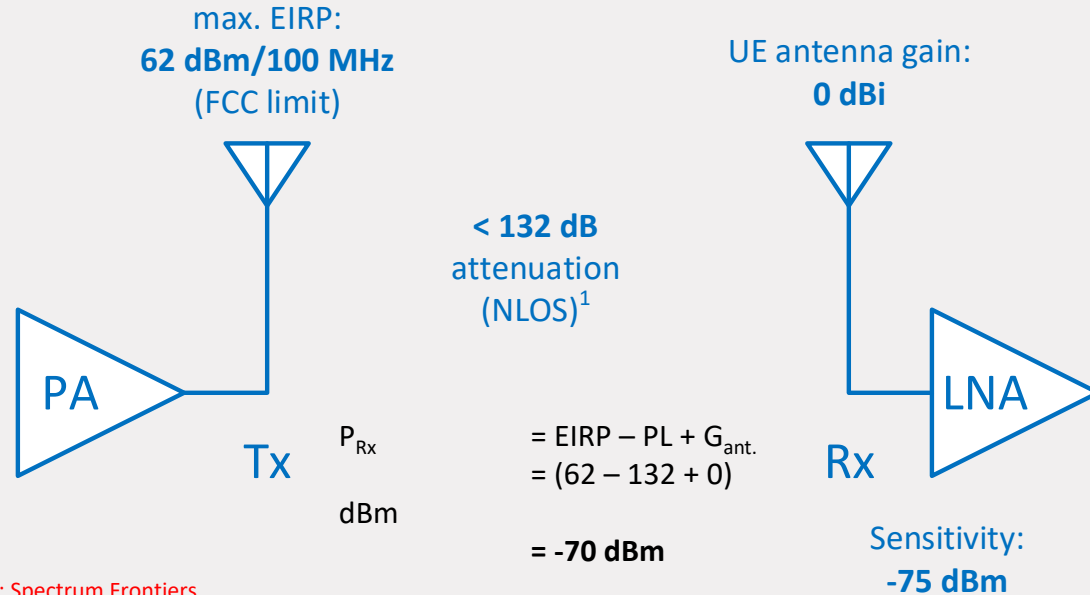 max. EIRP:
62 dBm/100 MHz
(FCC limit)
UE antenna gain:
0 dBi
< 132 dB
attenuation
(NLOS)1
PA
LNA
Tx
Rx
PRx = EIRP – PL + Gant.
= (62 – 132 + 0)
dBm
= -70 dBm
Sensitivity:
-75 dBm
: Spectrum Frontiers